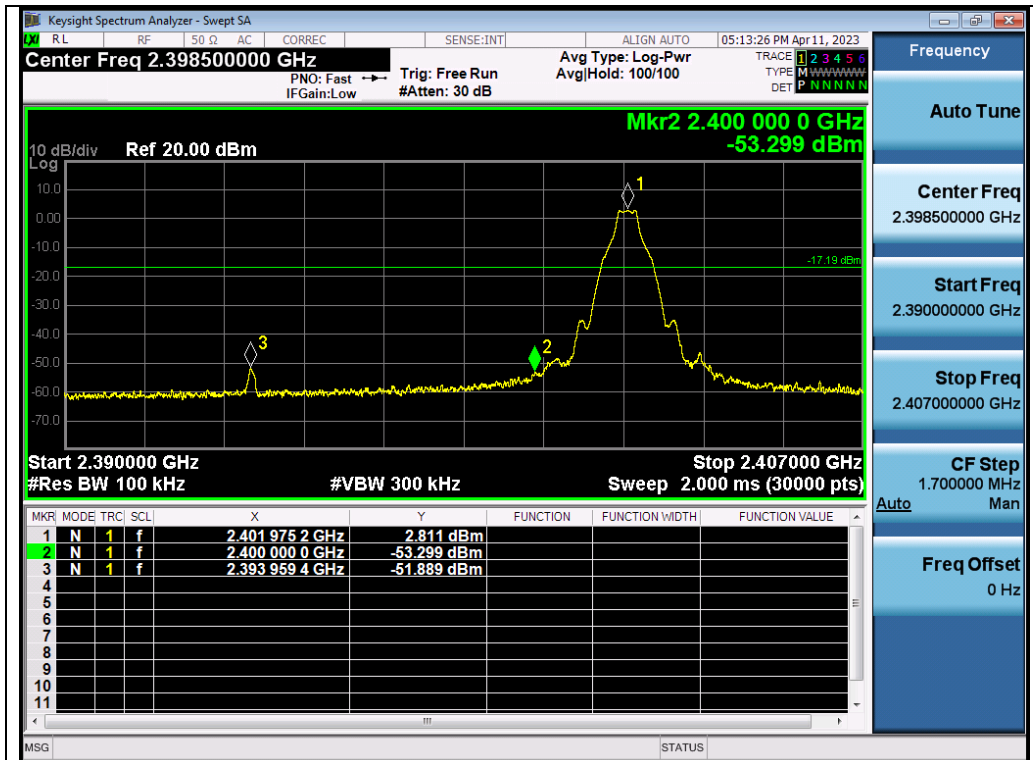 Keysight Spectrum Analyzer - Swept SA
LXI RL RF 50 Ω AC CORREC SENSE:INT ALIGN AUTO 05:13:26 PM Apr 11, 2023
Center Freq 2.398500000 GHz
PNO: Fast
IFGain:Low
Trig: Free Run
#Atten: 30 dB
Avg Type: Log-Pwr
Avg|Hold: 100/100
TRACE 1 2 3 4 5 6
TYPE M WWWWW
DET P N N N N N
Mkr2 2.400 000 0 GHz
-53.299 dBm
10 dB/div Ref 20.00 dBm
Log
10.0
0.00
-10.0
-20.0
-30.0
-40.0
-50.0
-60.0
-70.0
1
-17.19 dBm
3
2
Start 2.390000 GHz Stop 2.407000 GHz
#Res BW 100 kHz #VBW 300 kHz Sweep 2.000 ms (30000 pts)
MKR MODE TRC SCL X Y FUNCTION FUNCTION WIDTH FUNCTION VALUE
1 N 1 f 2.401 975 2 GHz 2.811 dBm
2 N 1 f 2.400 000 0 GHz -53.299 dBm
3 N 1 f 2.393 959 4 GHz -51.889 dBm
4
5
6
7
8
9
10
11
MSG STATUS
Frequency
Auto Tune
Center Freq
2.398500000 GHz
Start Freq
2.390000000 GHz
Stop Freq
2.407000000 GHz
CF Step
1.700000 MHz
Auto Man
Freq Offset
0 Hz